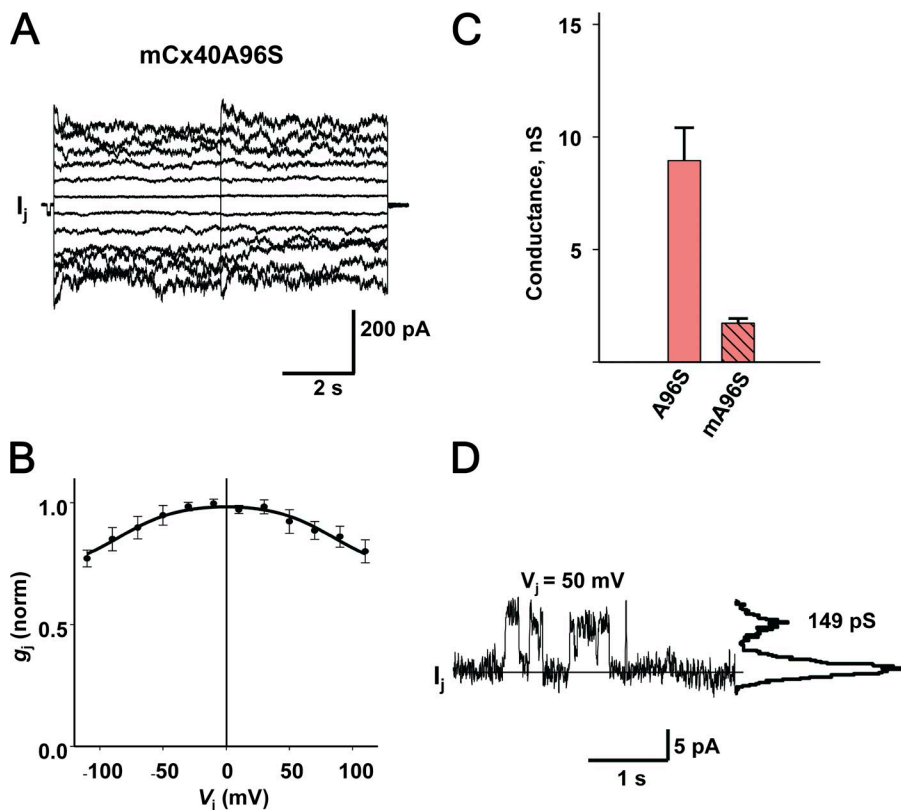 A
mCx40A96S
Ij
200 pA
2 s
C
Conductance, nS
15
10
5
A96S
mA96S
B
gj (norm)
1.0
0.5
0.0
-100
-50
0
50
100
Vj (mV)
D
Vj = 50 mV
149 pS
Ij
5 pA
1 s